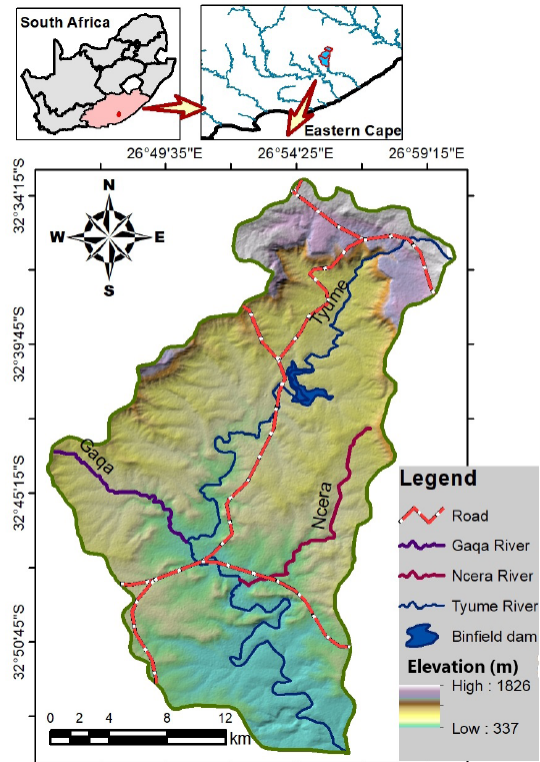 South Africa
Eastern Cape
26°49'35"E 26°54'25"E 26°59'15"E
32°34'15"S
32°39'45"S
32°45'15"S
32°50'45"S
N
W E
S
Tyume
Gaqa
Ncera
Legend
Road
Gaqa River
Ncera River
Tyume River
Binfield dam
Elevation (m)
High : 1826
Low : 337
0 2 4 8 12
km